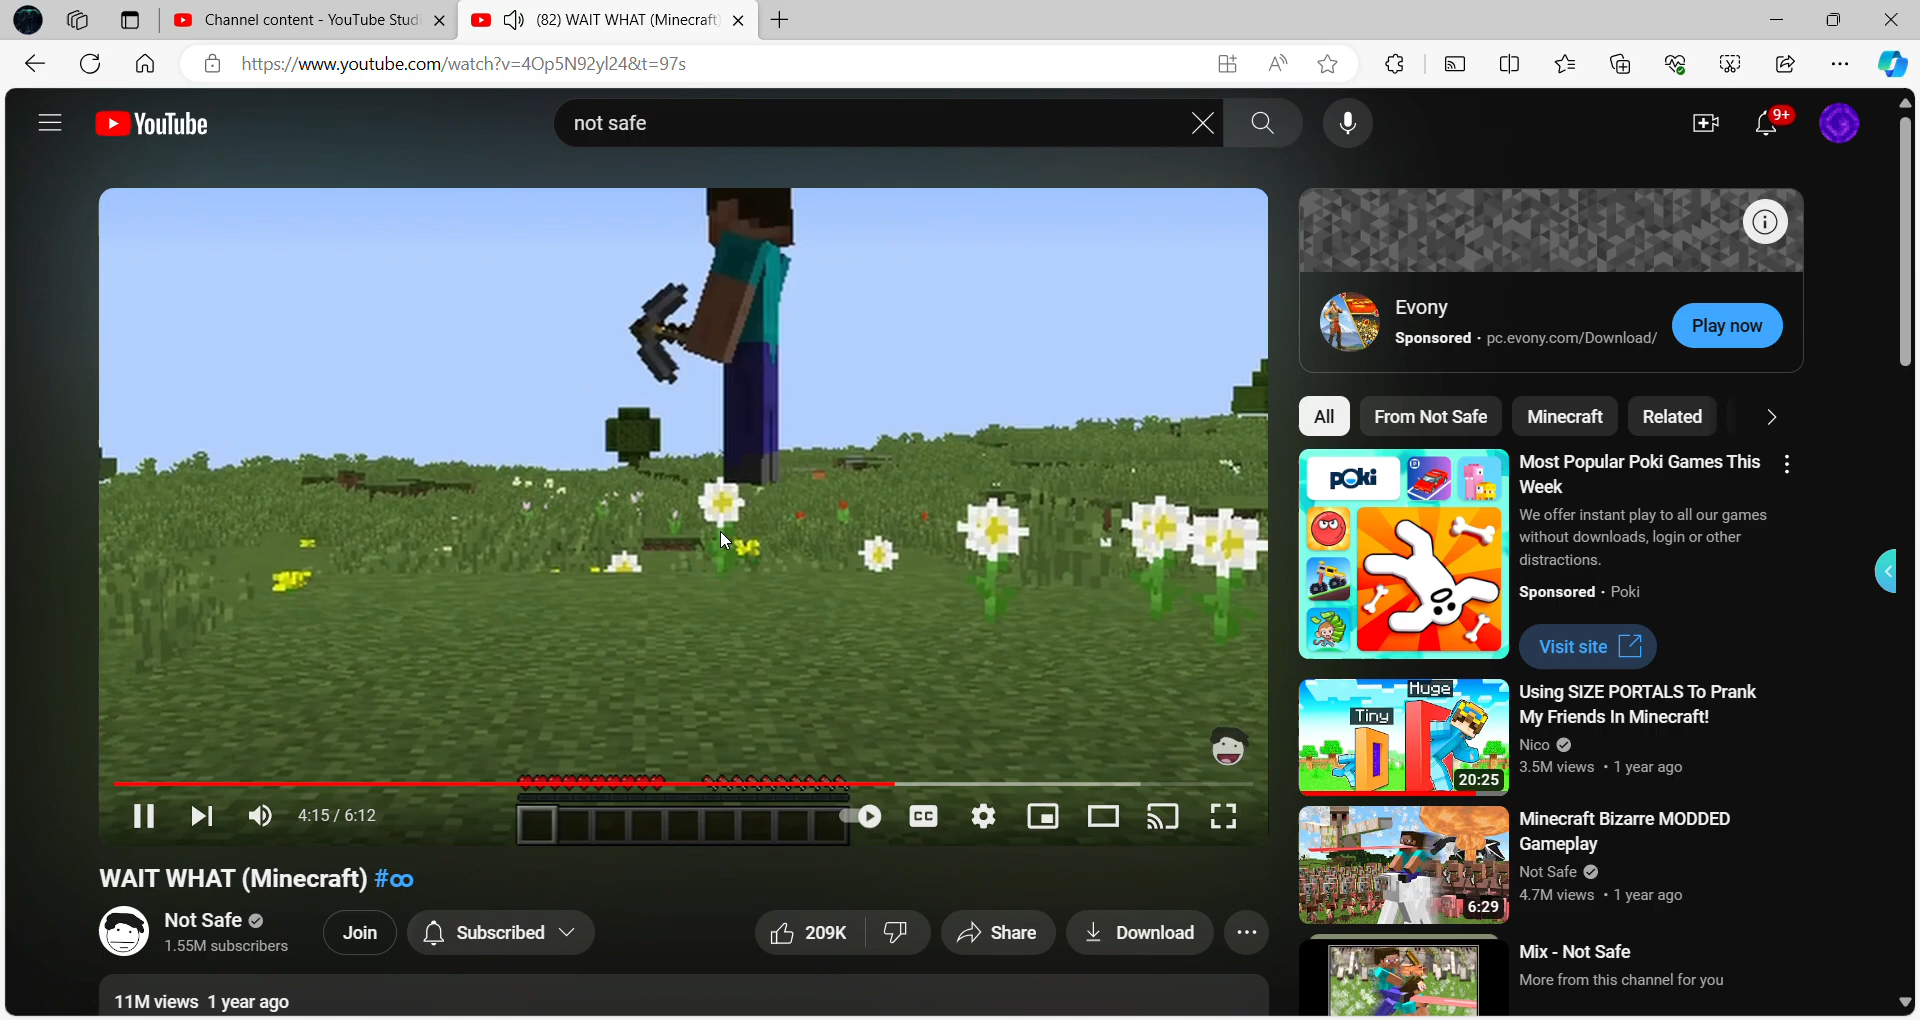 Channel content - YouTube Studi
(82) WAIT WHAT (Minecraft)
https://www.youtube.com/watch?v=4Op5N92yl24&t=97s
YouTube
not safe
9+
Evony
Sponsored · pc.evony.com/Download/
Play now
All
From Not Safe
Minecraft
Related
poki
Most Popular Poki Games This
Week
We offer instant play to all our games
without downloads, login or other
distractions.
Sponsored · Poki
Visit site
Huge
Tiny
20:25
Using SIZE PORTALS To Prank
My Friends In Minecraft!
Nico
3.5M views · 1 year ago
4:15 / 6:12
CC
6:29
Minecraft Bizarre MODDED
Gameplay
Not Safe
4.7M views · 1 year ago
WAIT WHAT (Minecraft) #∞
Not Safe
1.55M subscribers
Join
Subscribed
209K
Share
Download
Mix - Not Safe
More from this channel for you
11M views 1 year ago